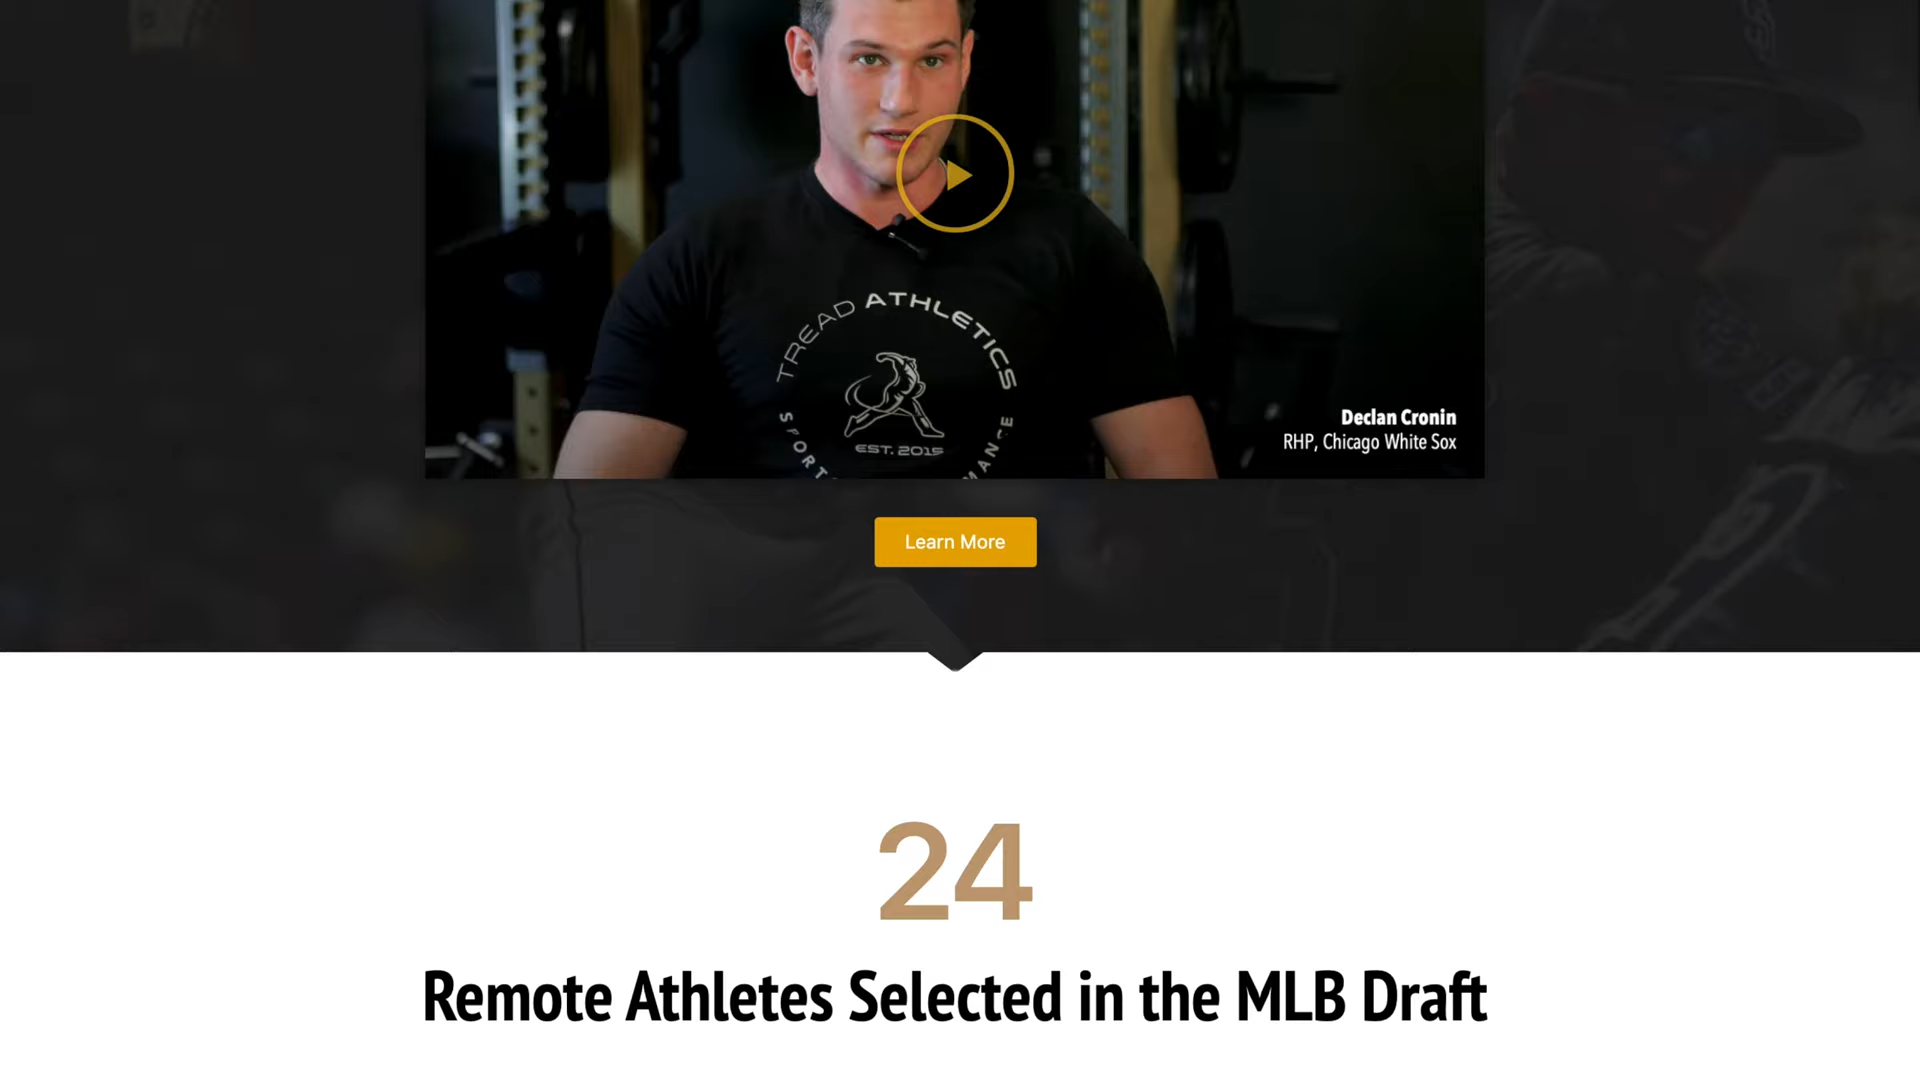 TREAD ATHLETICS
EST. 2015
Declan Cronin
RHP, Chicago White Sox
Learn More
24
Remote Athletes Selected in the MLB Draft